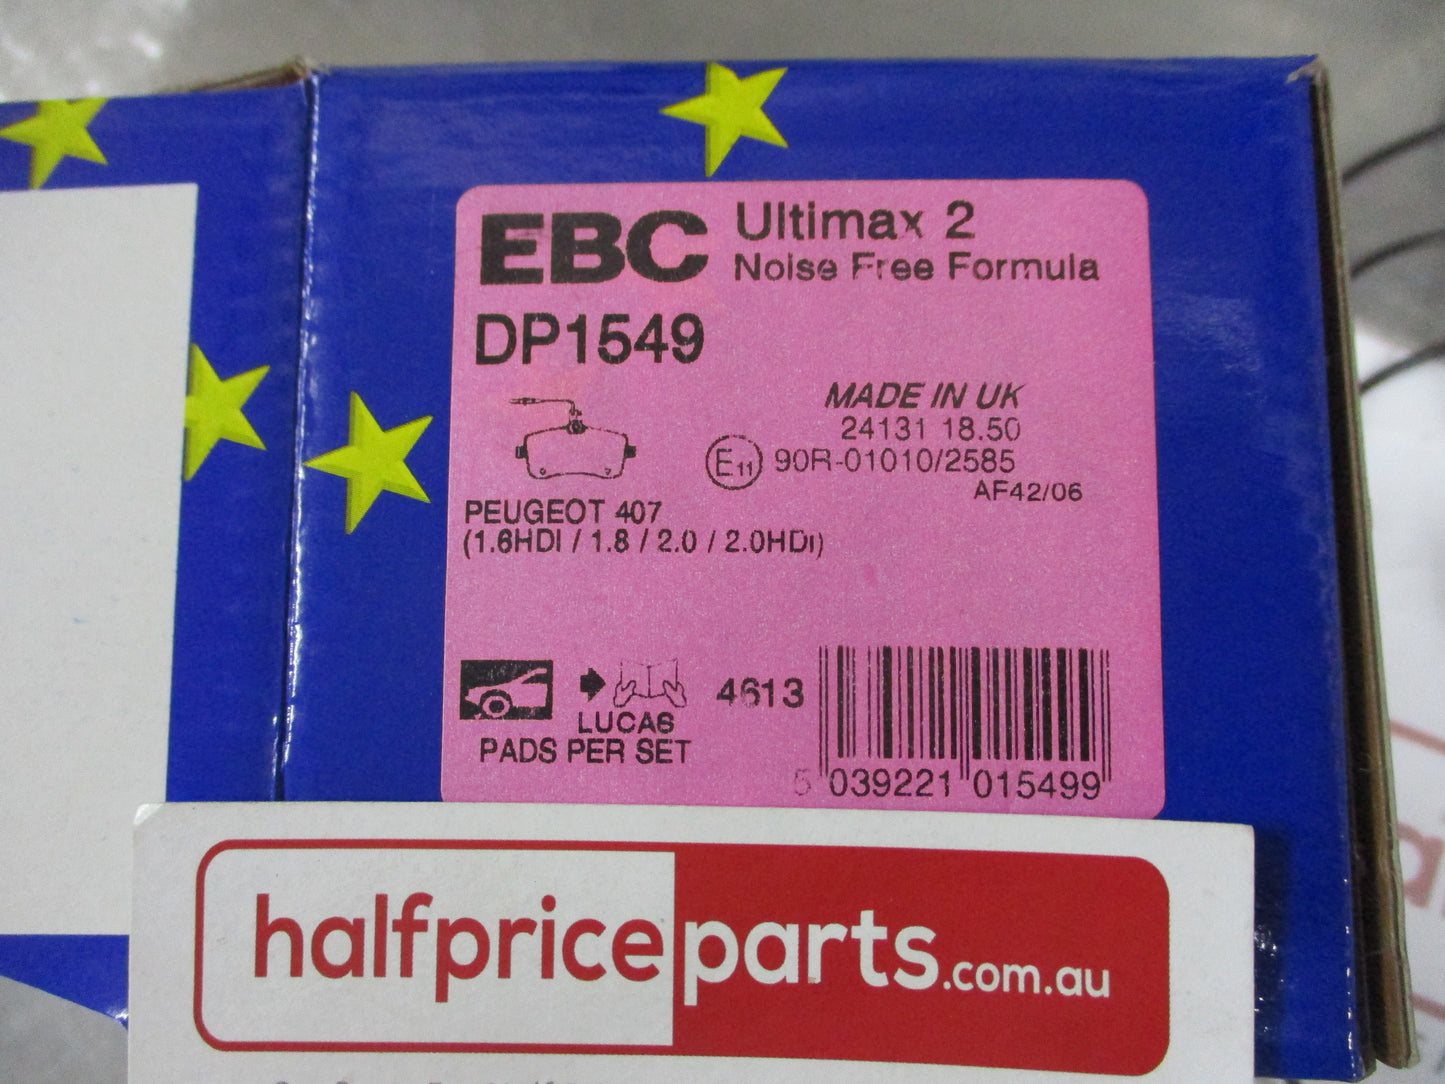 EBC Ultimax 2
Noise Free Formula
DP1549
MADE IN UK
24131 18.50
E11 90R-01010/2585
AF42/06
PEUGEOT 407
(1.6HDI / 1.8 / 2.0 / 2.0HDi)
LUCAS
PADS PER SET
4613
5 039221 015499
halfpriceparts.com.au